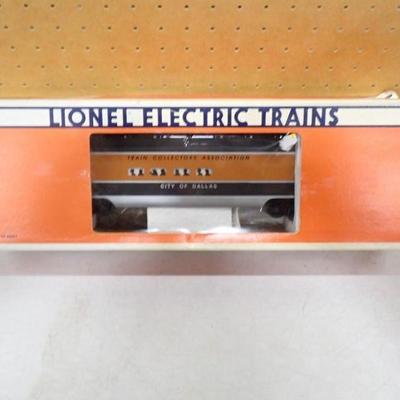 LIONEL ELECTRIC TRAINS
TRAIN COLLECTORS ASSOCIATION
CITY OF DALLAS